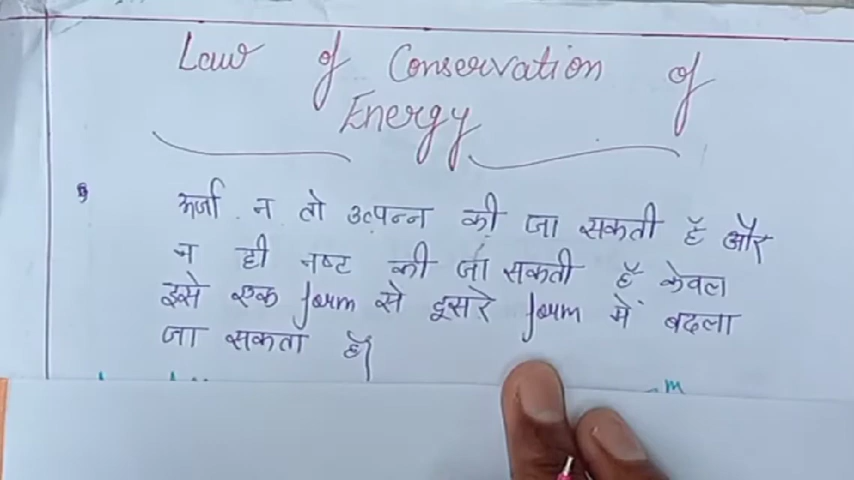 Law of Conservation of
Energy
ऊर्जा न तो उत्पन्न की जा सकती है और
न ही नष्ट की जा सकती है केवल
इसे एक form से दूसरे form में बदला
जा सकता है।